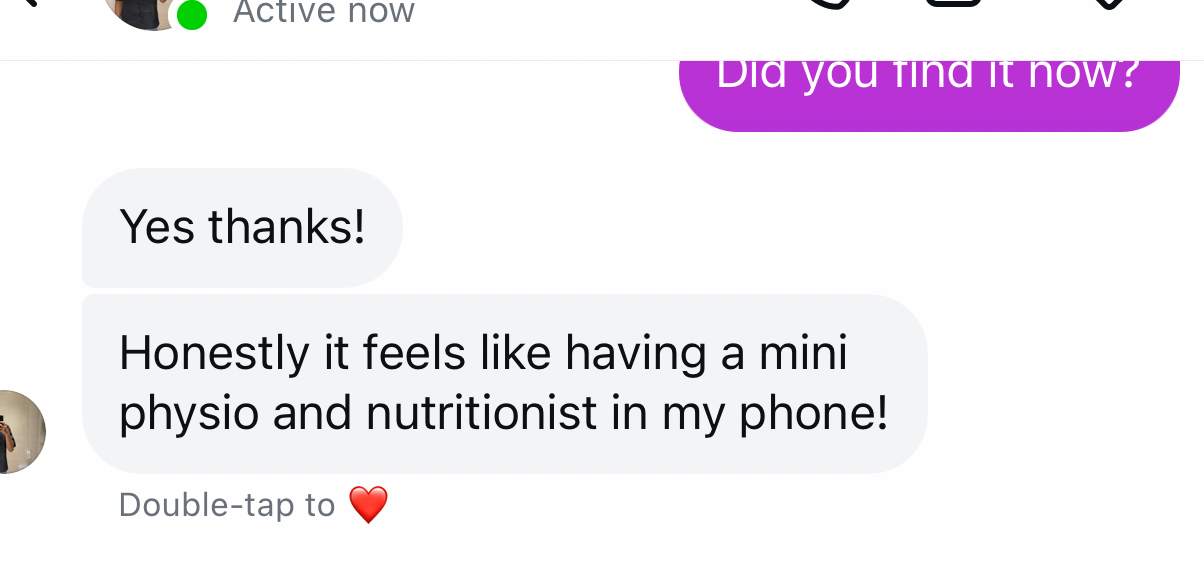 Active now
Did you find it now?
Yes thanks!
Honestly it feels like having a mini
physio and nutritionist in my phone!
Double-tap to ❤️